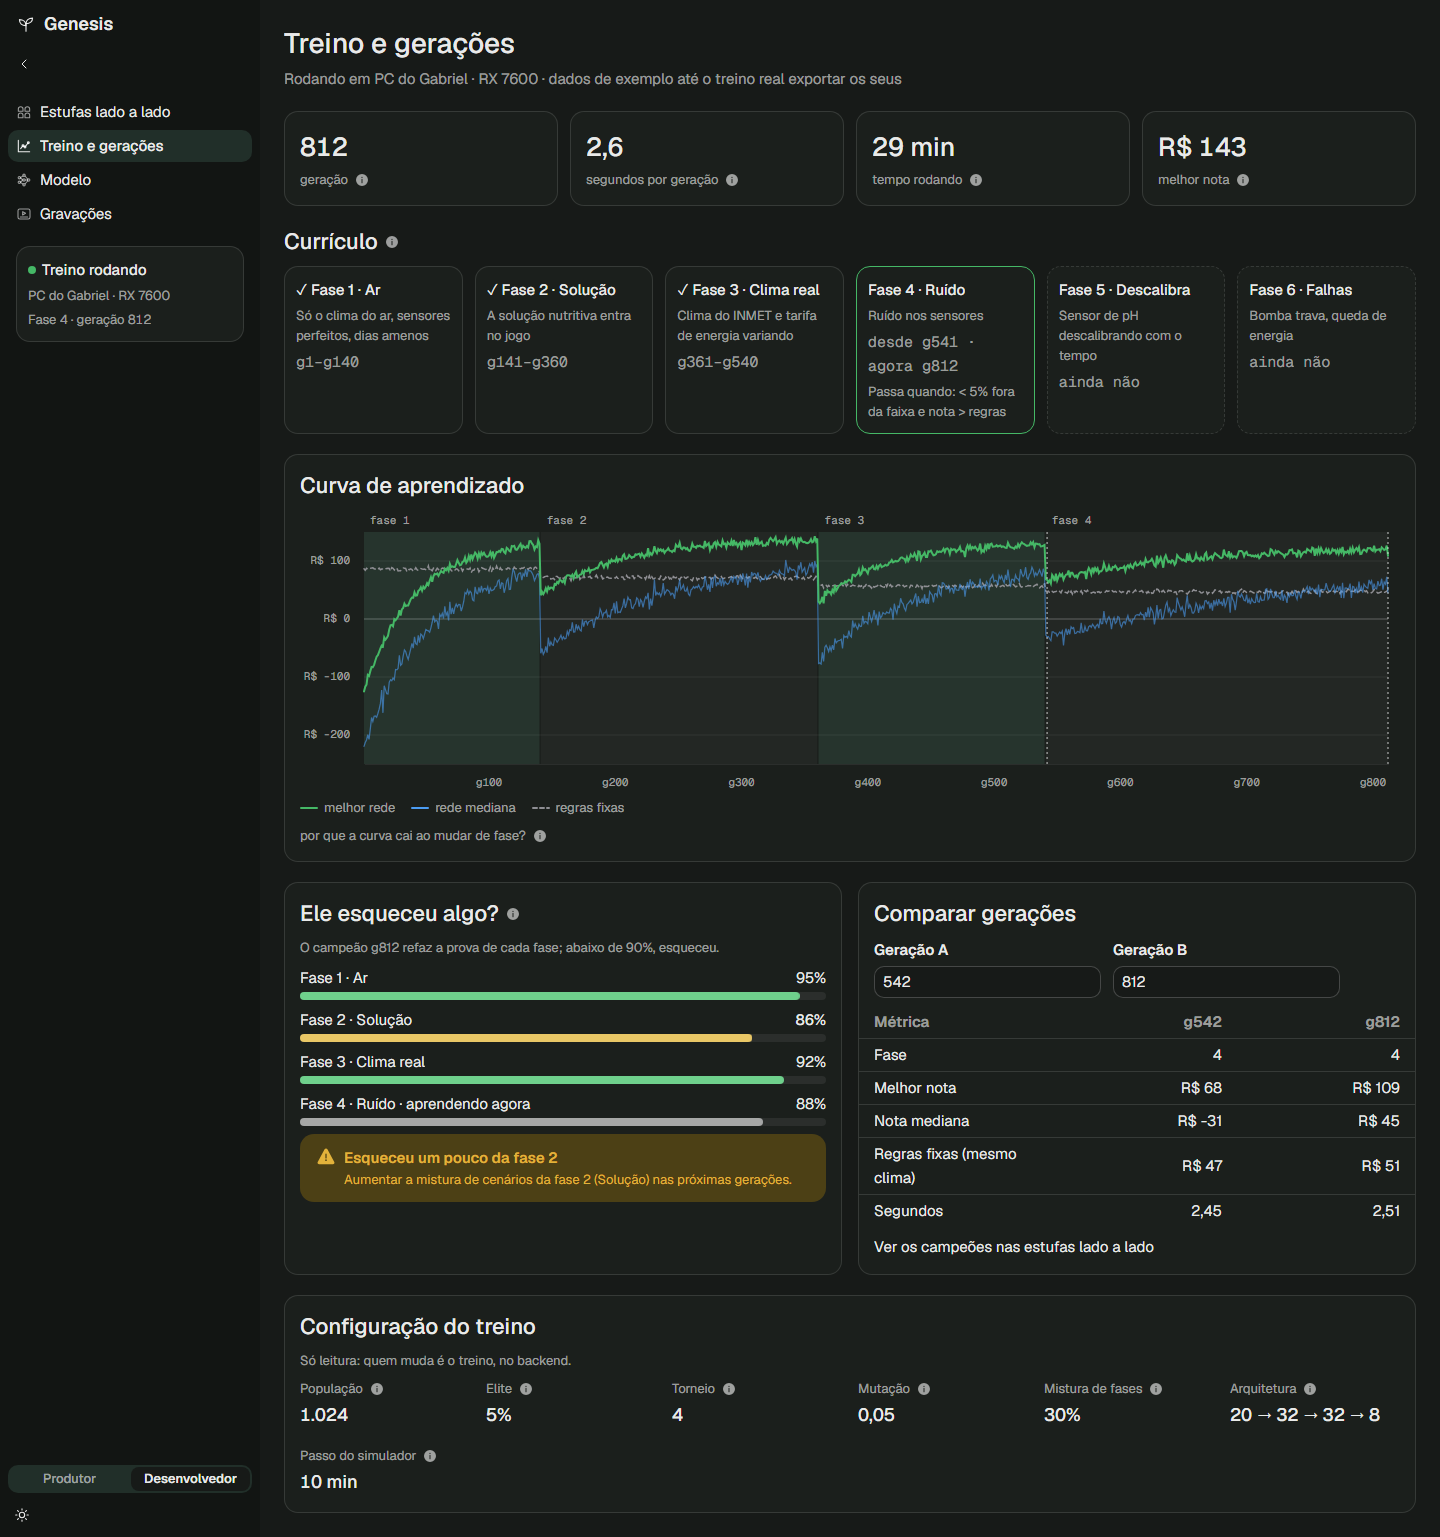 Genesis
Estufas lado a lado
Treino e gerações
Modelo
Gravações
Treino rodando
PC do Gabriel · RX 7600
Fase 4 · geração 812
Produtor
Desenvolvedor
Treino e gerações
Rodando em PC do Gabriel · RX 7600 · dados de exemplo até o treino real exportar os seus
812
geração
2,6
segundos por geração
29 min
tempo rodando
R$ 143
melhor nota
Currículo
✓ Fase 1 · Ar
Só o clima do ar, sensores
perfeitos, dias amenos
g1–g140
✓ Fase 2 · Solução
A solução nutritiva entra
no jogo
g141–g360
✓ Fase 3 · Clima real
Clima do INMET e tarifa
de energia variando
g361–g540
Fase 4 · Ruído
Ruído nos sensores
desde g541 ·
agora g812
Passa quando: < 5% fora
da faixa e nota > regras
Fase 5 · Descalibra
Sensor de pH
descalibrando com o
tempo
ainda não
Fase 6 · Falhas
Bomba trava, queda de
energia
ainda não
Curva de aprendizado
fase 1
fase 2
fase 3
fase 4
R$ 100
R$ 0
R$ -100
R$ -200
g100
g200
g300
g400
g500
g600
g700
g800
melhor rede
rede mediana
regras fixas
por que a curva cai ao mudar de fase?
Ele esqueceu algo?
O campeão g812 refaz a prova de cada fase; abaixo de 90%, esqueceu.
Fase 1 · Ar 95%
Fase 2 · Solução 86%
Fase 3 · Clima real 92%
Fase 4 · Ruído · aprendendo agora 88%
Esqueceu um pouco da fase 2
Aumentar a mistura de cenários da fase 2 (Solução) nas próximas gerações.
Comparar gerações
Geração A Geração B
542 812
Métrica g542 g812
Fase 4 4
Melhor nota R$ 68 R$ 109
Nota mediana R$ -31 R$ 45
Regras fixas (mesmo
clima) R$ 47 R$ 51
Segundos 2,45 2,51
Ver os campeões nas estufas lado a lado
Configuração do treino
Só leitura: quem muda é o treino, no backend.
População
1.024
Elite
5%
Torneio
4
Mutação
0,05
Mistura de fases
30%
Arquitetura
20 → 32 → 32 → 8
Passo do simulador
10 min